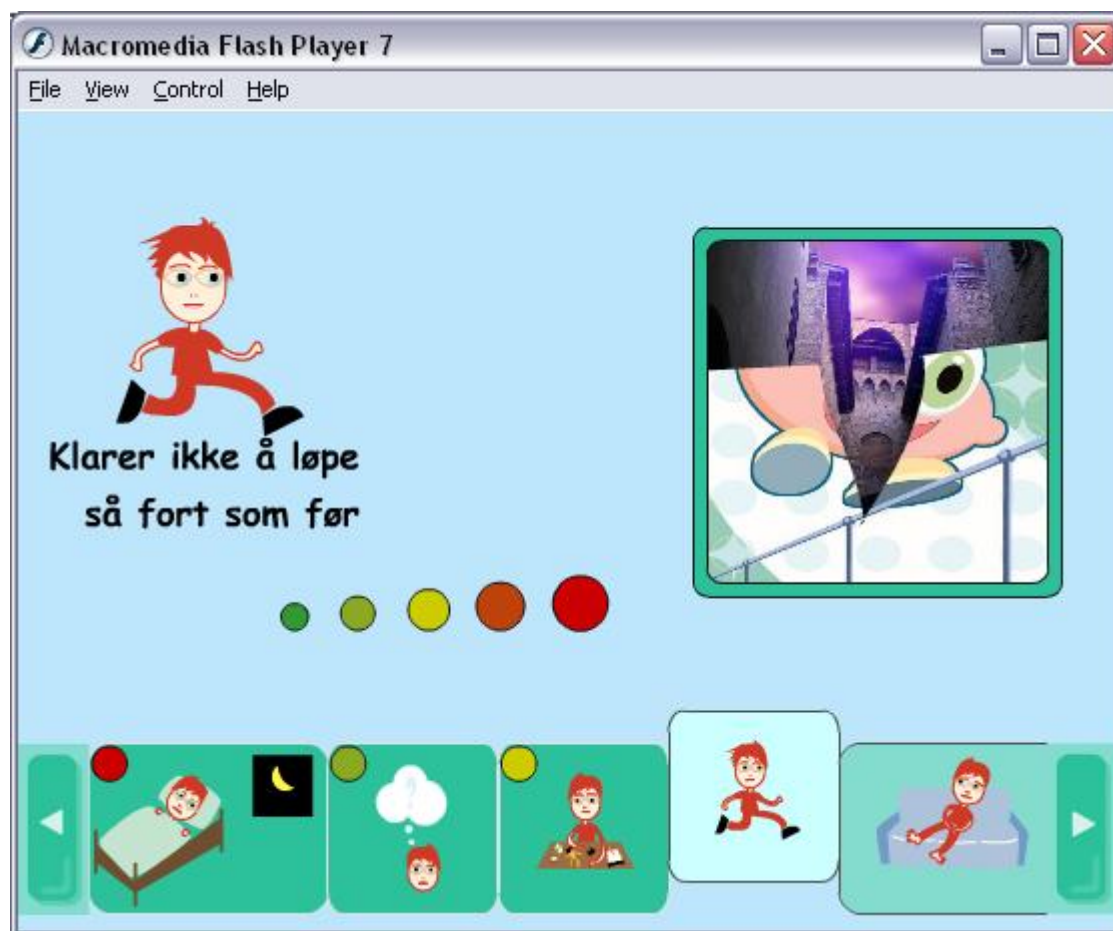 Macromedia Flash Player 7
File View Control Help
Klarer ikke å løpe
så fort som før